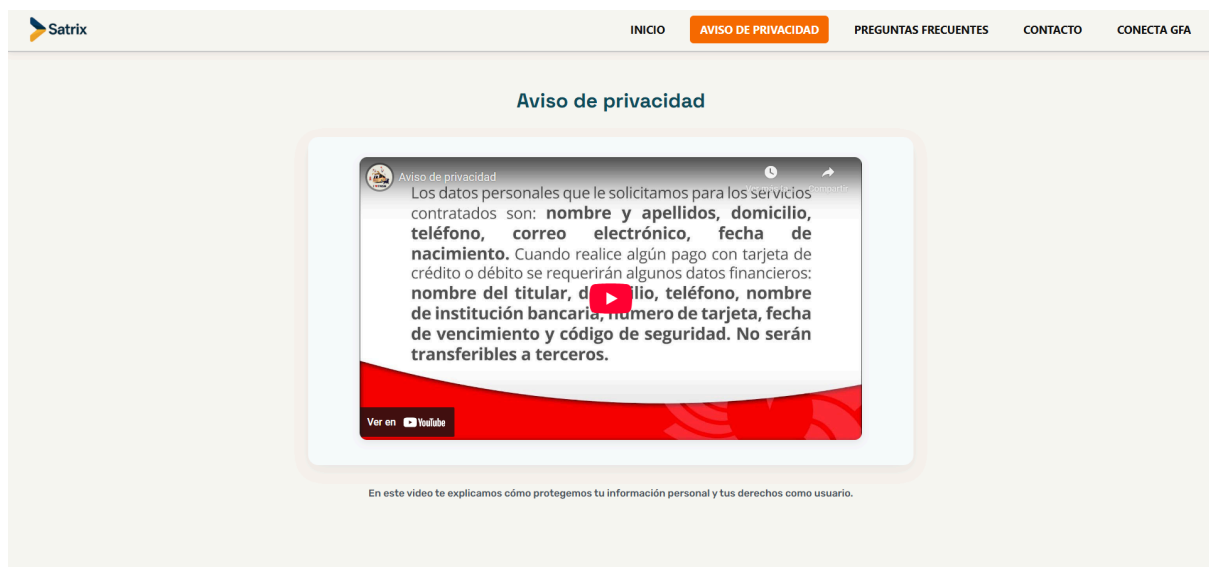 Satrix
INICIO
AVISO DE PRIVACIDAD
PREGUNTAS FRECUENTES
CONTACTO
CONECTA GFA
Aviso de privacidad
Aviso de privacidad
Compartir
Los datos personales que le solicitamos para los servicios
contratados son: nombre y apellidos, domicilio,
teléfono, correo electrónico, fecha de
nacimiento. Cuando realice algún pago con tarjeta de
crédito o débito se requerirán algunos datos financieros:
nombre del titular, d ilio, teléfono, nombre
de institución bancaria, número de tarjeta, fecha
de vencimiento y código de seguridad. No serán
transferibles a terceros.
Ver en YouTube
En este video te explicamos cómo protegemos tu información personal y tus derechos como usuario.